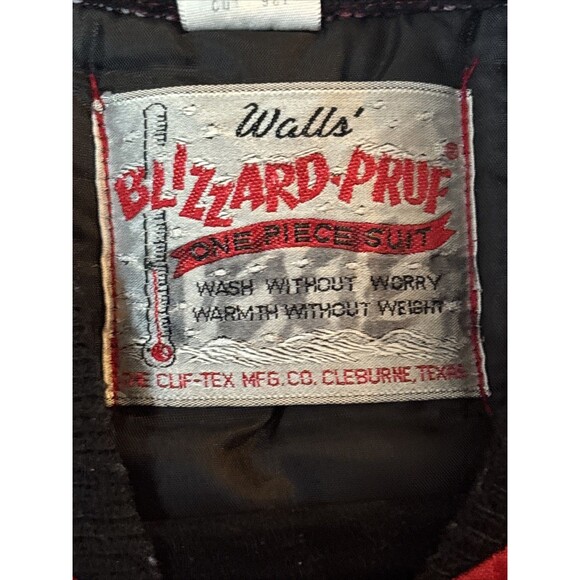 Walls'
BLIZZARD-PRUF®
ONE PIECE SUIT
WASH WITHOUT WORRY
WARMTH WITHOUT WEIGHT
THE CLIF-TEX MFG. CO. CLEBURNE, TEXAS